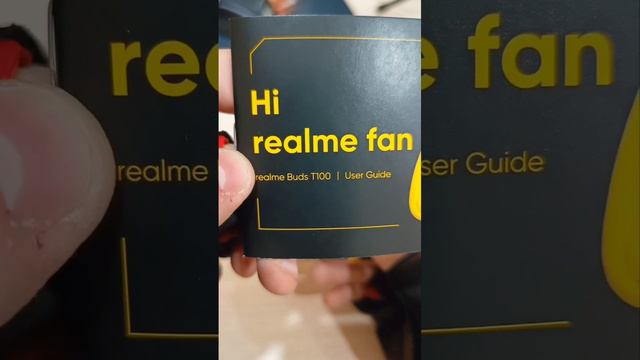 Hi
realme fan
realme Buds T100 | User Guide